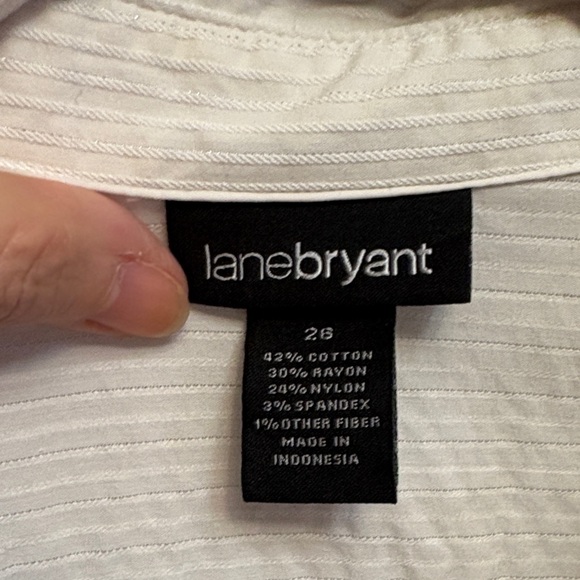 lanebryant
26
42% COTTON
30% RAYON
24% NYLON
3% SPANDEX
1% OTHER FIBER
MADE IN
INDONESIA